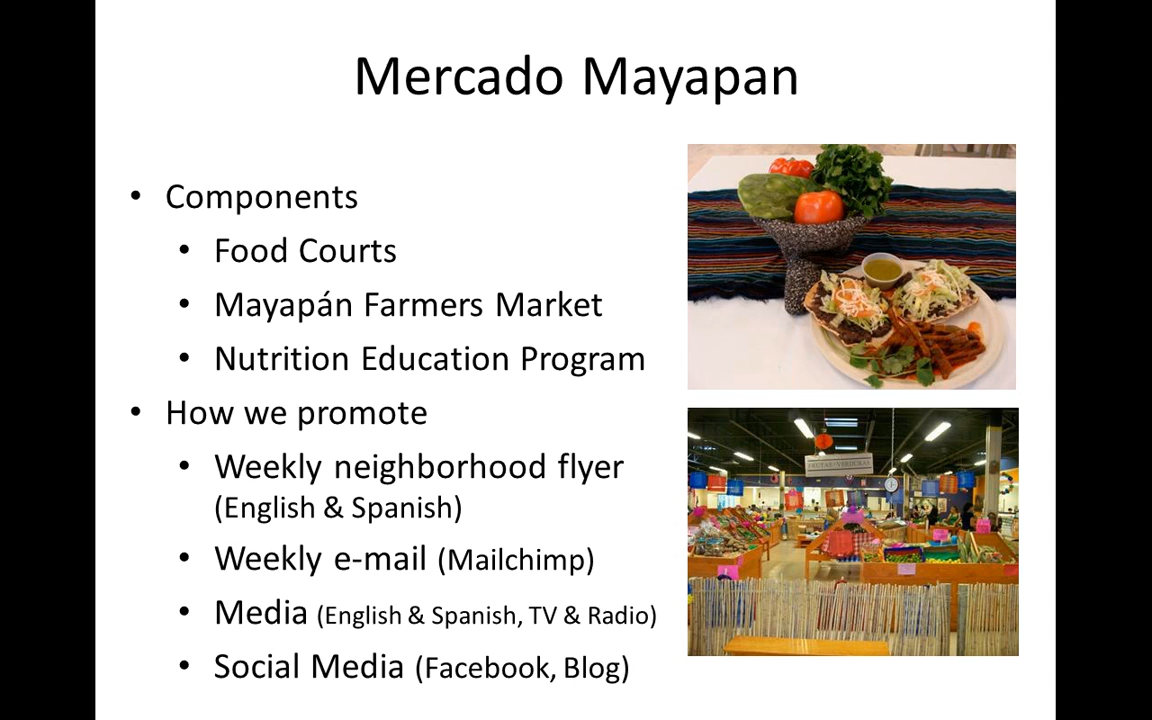 Mercado Mayapan
• Components
• Food Courts
• Mayapán Farmers Market
• Nutrition Education Program
• How we promote
• Weekly neighborhood flyer
(English & Spanish)
• Weekly e-mail (Mailchimp)
• Media (English & Spanish, TV & Radio)
• Social Media (Facebook, Blog)
FRUTAS Y VERDURAS